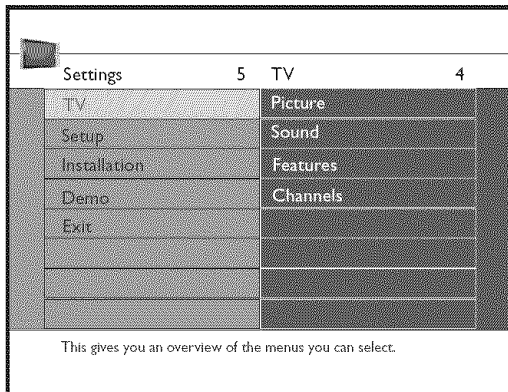 Settings 5 TV 4
TV Picture
Setup Sound
Installation Features
Demo Channels
Exit
This gives you an overview of the menus you can select.